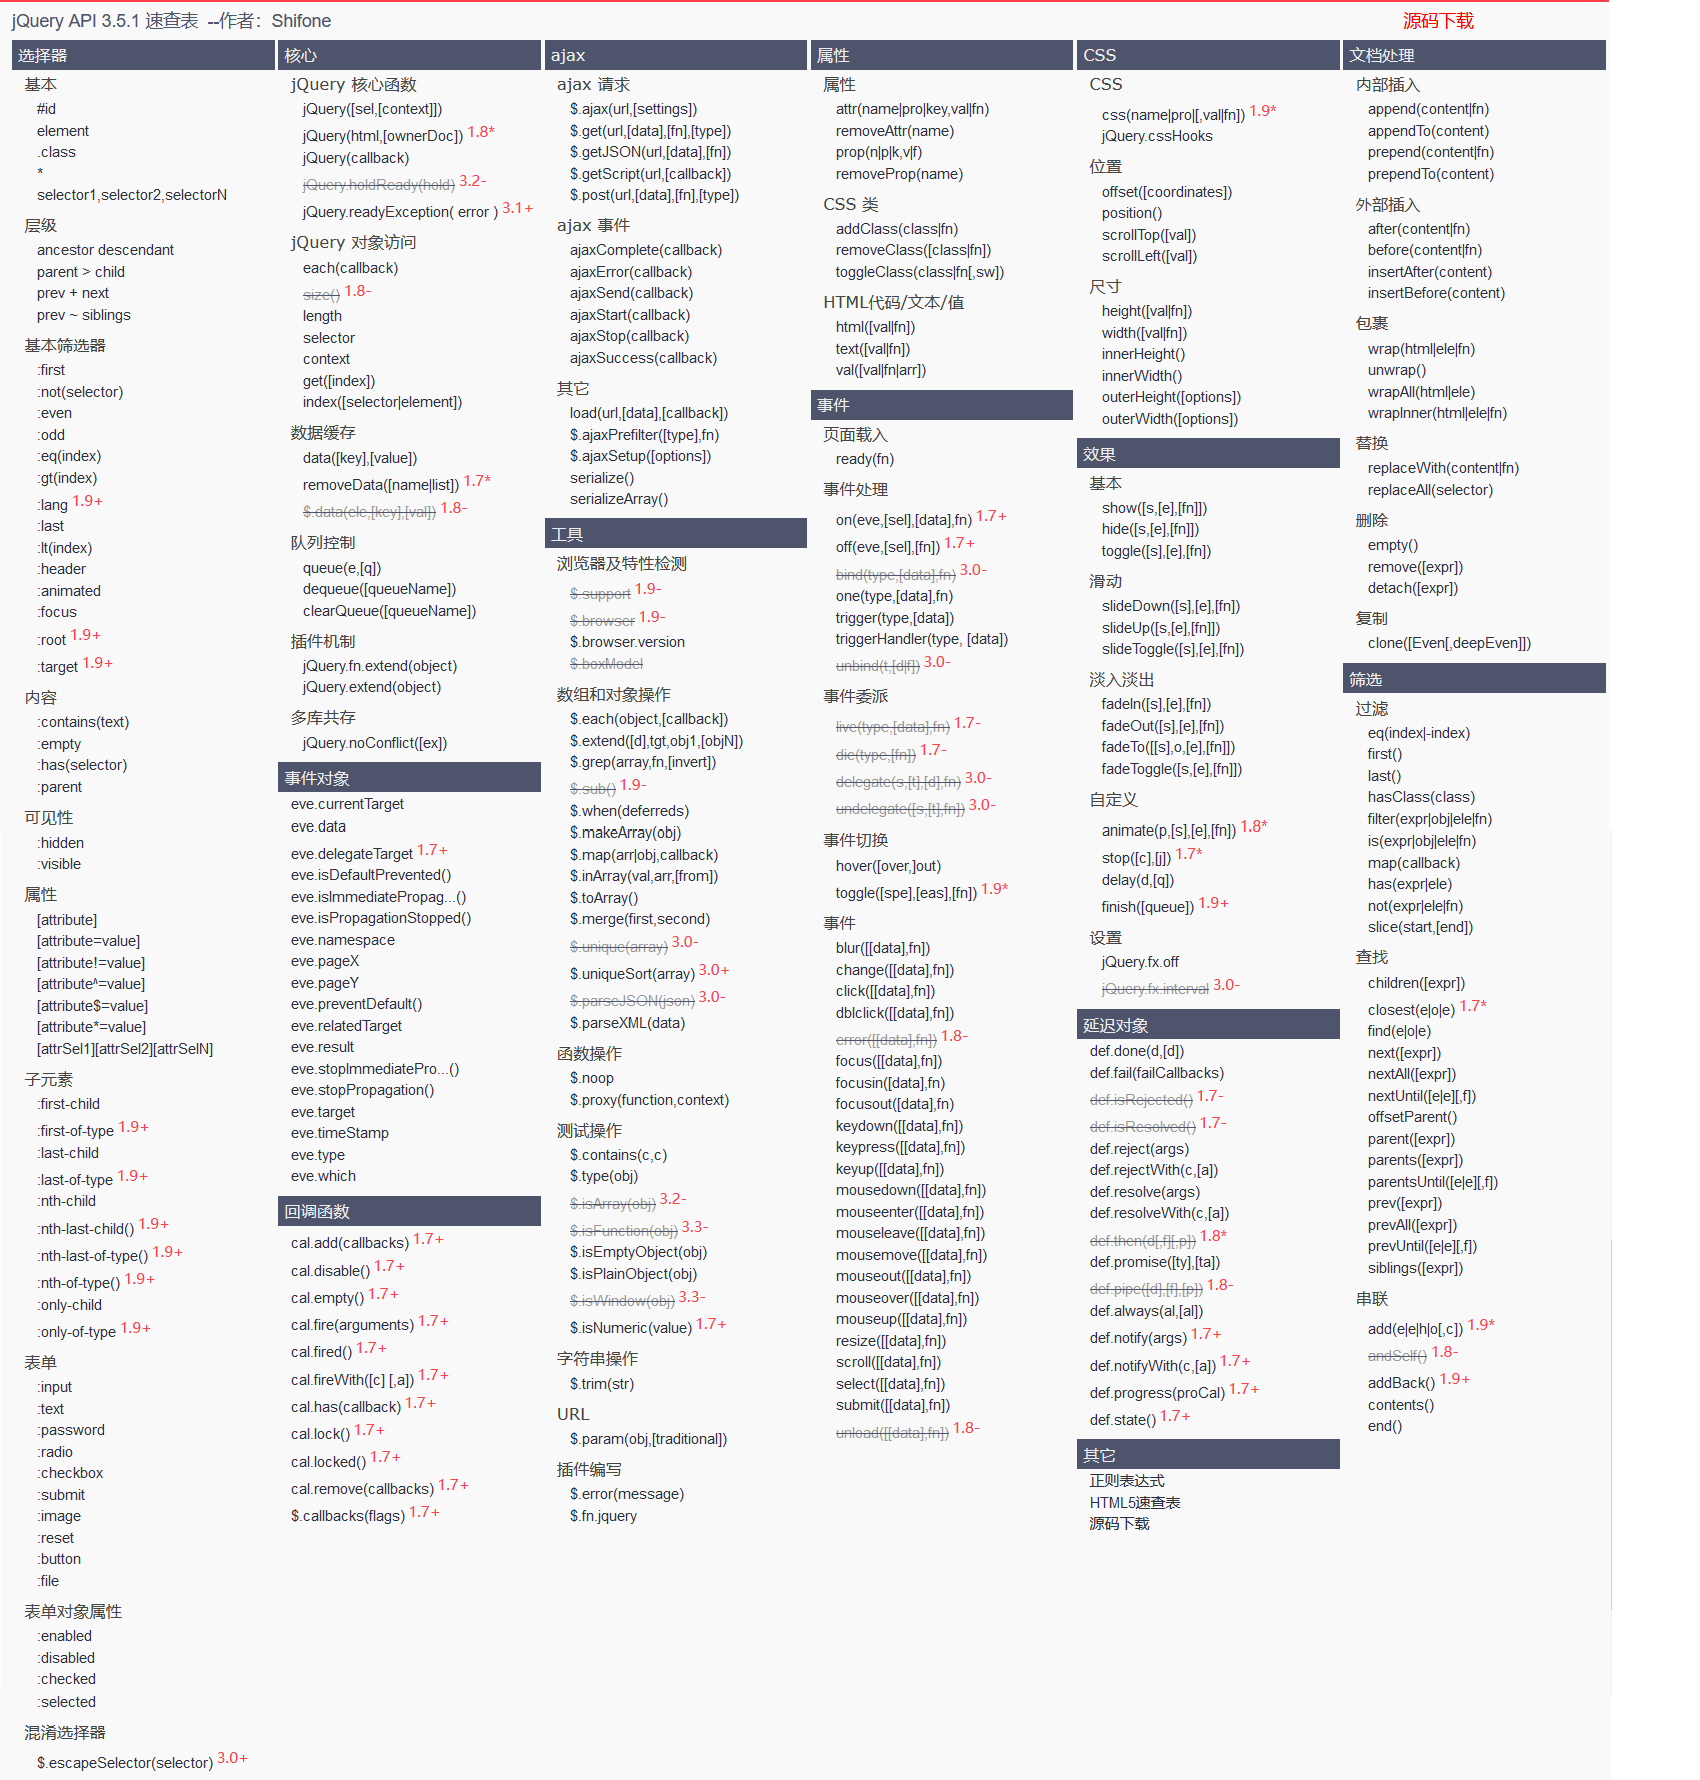 jQuery API 3.5.1 速查表 --作者：Shifone
源码下载
选择器
基本
#id
element
.class
*
selector1,selector2,selectorN
层级
ancestor descendant
parent > child
prev + next
prev ~ siblings
基本筛选器
:first
:not(selector)
:even
:odd
:eq(index)
:gt(index)
:lang 1.9+
:last
:lt(index)
:header
:animated
:focus
:root 1.9+
:target 1.9+
内容
:contains(text)
:empty
:has(selector)
:parent
可见性
:hidden
:visible
属性
[attribute]
[attribute=value]
[attribute!=value]
[attribute^=value]
[attribute$=value]
[attribute*=value]
[attrSel1][attrSel2][attrSelN]
子元素
:first-child
:first-of-type 1.9+
:last-child
:last-of-type 1.9+
:nth-child
:nth-last-child() 1.9+
:nth-last-of-type() 1.9+
:nth-of-type() 1.9+
:only-child
:only-of-type 1.9+
表单
:input
:text
:password
:radio
:checkbox
:submit
:image
:reset
:button
:file
表单对象属性
:enabled
:disabled
:checked
:selected
混淆选择器
$.escapeSelector(selector) 3.0+
核心
jQuery 核心函数
jQuery([sel,[context]])
jQuery(html,[ownerDoc]) 1.8*
jQuery(callback)
jQuery.holdReady(hold) 3.2-
jQuery.readyException( error ) 3.1+
jQuery 对象访问
each(callback)
size() 1.8-
length
selector
context
get([index])
index([selector|element])
数据缓存
data([key],[value])
removeData([name|list]) 1.7*
$.data(ele,[key],[val]) 1.8-
队列控制
queue(e,[q])
dequeue([queueName])
clearQueue([queueName])
插件机制
jQuery.fn.extend(object)
jQuery.extend(object)
多库共存
jQuery.noConflict([ex])
事件对象
eve.currentTarget
eve.data
eve.delegateTarget 1.7+
eve.isDefaultPrevented()
eve.isImmediatePropag...()
eve.isPropagationStopped()
eve.namespace
eve.pageX
eve.pageY
eve.preventDefault()
eve.relatedTarget
eve.result
eve.stopImmediatePro...()
eve.stopPropagation()
eve.target
eve.timeStamp
eve.type
eve.which
回调函数
cal.add(callbacks) 1.7+
cal.disable() 1.7+
cal.empty() 1.7+
cal.fire(arguments) 1.7+
cal.fired() 1.7+
cal.fireWith([c] [,a]) 1.7+
cal.has(callback) 1.7+
cal.lock() 1.7+
cal.locked() 1.7+
cal.remove(callbacks) 1.7+
$.callbacks(flags) 1.7+
ajax
ajax 请求
$.ajax(url,[settings])
$.get(url,[data],[fn],[type])
$.getJSON(url,[data],[fn])
$.getScript(url,[callback])
$.post(url,[data],[fn],[type])
ajax 事件
ajaxComplete(callback)
ajaxError(callback)
ajaxSend(callback)
ajaxStart(callback)
ajaxStop(callback)
ajaxSuccess(callback)
其它
load(url,[data],[callback])
$.ajaxPrefilter([type],fn)
$.ajaxSetup([options])
serialize()
serializeArray()
工具
浏览器及特性检测
$.support 1.9-
$.browser 1.9-
$.browser.version
$.boxModel
数组和对象操作
$.each(object,[callback])
$.extend([d],tgt,obj1,[objN])
$.grep(array,fn,[invert])
$.sub() 1.9-
$.when(deferreds)
$.makeArray(obj)
$.map(arr|obj,callback)
$.inArray(val,arr,[from])
$.toArray()
$.merge(first,second)
$.unique(array) 3.0-
$.uniqueSort(array) 3.0+
$.parseJSON(json) 3.0-
$.parseXML(data)
函数操作
$.noop
$.proxy(function,context)
测试操作
$.contains(c,c)
$.type(obj)
$.isArray(obj) 3.2-
$.isFunction(obj) 3.3-
$.isEmptyObject(obj)
$.isPlainObject(obj)
$.isWindow(obj) 3.3-
$.isNumeric(value) 1.7+
字符串操作
$.trim(str)
URL
$.param(obj,[traditional])
插件编写
$.error(message)
$.fn.jquery
属性
属性
attr(name|pro|key,val|fn)
removeAttr(name)
prop(n|p|k,v|f)
removeProp(name)
CSS 类
addClass(class|fn)
removeClass([class|fn])
toggleClass(class|fn[,sw])
HTML代码/文本/值
html([val|fn])
text([val|fn])
val([val|fn|arr])
事件
页面载入
ready(fn)
事件处理
on(eve,[sel],[data],fn) 1.7+
off(eve,[sel],[fn]) 1.7+
bind(type,[data],fn) 3.0-
one(type,[data],fn)
trigger(type,[data])
triggerHandler(type, [data])
unbind(t,[d|f]) 3.0-
事件委派
live(type,[data],fn) 1.7-
die(type,[fn]) 1.7-
delegate(s,[t],[d],fn) 3.0-
undelegate([s,[t],fn]) 3.0-
事件切换
hover([over,]out)
toggle([spe],[eas],[fn]) 1.9*
事件
blur([[data],fn])
change([[data],fn])
click([[data],fn])
dblclick([[data],fn])
error([[data],fn]) 1.8-
focus([[data],fn])
focusin([data],fn)
focusout([data],fn)
keydown([[data],fn])
keypress([[data],fn])
keyup([[data],fn])
mousedown([[data],fn])
mouseenter([[data],fn])
mouseleave([[data],fn])
mousemove([[data],fn])
mouseout([[data],fn])
mouseover([[data],fn])
mouseup([[data],fn])
resize([[data],fn])
scroll([[data],fn])
select([[data],fn])
submit([[data],fn])
unload([[data],fn]) 1.8-
CSS
CSS
css(name|pro|[,val|fn]) 1.9*
jQuery.cssHooks
位置
offset([coordinates])
position()
scrollTop([val])
scrollLeft([val])
尺寸
height([val|fn])
width([val|fn])
innerHeight()
innerWidth()
outerHeight([options])
outerWidth([options])
效果
基本
show([s,[e],[fn]])
hide([s,[e],[fn]])
toggle([s],[e],[fn])
滑动
slideDown([s],[e],[fn])
slideUp([s,[e],[fn]])
slideToggle([s],[e],[fn])
淡入淡出
fadeIn([s],[e],[fn])
fadeOut([s],[e],[fn])
fadeTo([[s],o,[e],[fn]])
fadeToggle([s,[e],[fn]])
自定义
animate(p,[s],[e],[fn]) 1.8*
stop([c],[j]) 1.7*
delay(d,[q])
finish([queue]) 1.9+
设置
jQuery.fx.off
jQuery.fx.interval 3.0-
延迟对象
def.done(d,[d])
def.fail(failCallbacks)
def.isRejected() 1.7-
def.isResolved() 1.7-
def.reject(args)
def.rejectWith(c,[a])
def.resolve(args)
def.resolveWith(c,[a])
def.then(d[,f][,p]) 1.8*
def.promise([ty],[ta])
def.pipe([d],[f],[p]) 1.8-
def.always(al,[al])
def.notify(args) 1.7+
def.notifyWith(c,[a]) 1.7+
def.progress(proCal) 1.7+
def.state() 1.7+
其它
正则表达式
HTML5速查表
源码下载
文档处理
内部插入
append(content|fn)
appendTo(content)
prepend(content|fn)
prependTo(content)
外部插入
after(content|fn)
before(content|fn)
insertAfter(content)
insertBefore(content)
包裹
wrap(html|ele|fn)
unwrap()
wrapAll(html|ele)
wrapInner(html|ele|fn)
替换
replaceWith(content|fn)
replaceAll(selector)
删除
empty()
remove([expr])
detach([expr])
复制
clone([Even[,deepEven]])
筛选
过滤
eq(index|-index)
first()
last()
hasClass(class)
filter(expr|obj|ele|fn)
is(expr|obj|ele|fn)
map(callback)
has(expr|ele)
not(expr|ele|fn)
slice(start,[end])
查找
children([expr])
closest(e|o|e) 1.7*
find(e|o|e)
next([expr])
nextAll([expr])
nextUntil([e|e][,f])
offsetParent()
parent([expr])
parents([expr])
parentsUntil([e|e][,f])
prev([expr])
prevAll([expr])
prevUntil([e|e][,f])
siblings([expr])
串联
add(e|e|h|o[,c]) 1.9*
andSelf() 1.8-
addBack() 1.9+
contents()
end()